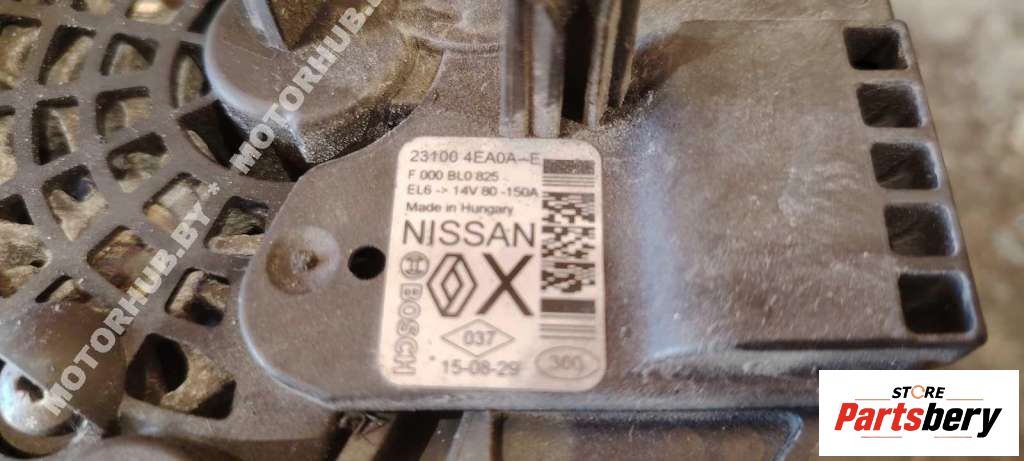 MOTORHUB.BY* MOTORHUB.BY
23100 4EA0A--E
F 000 BL0 825
EL6 -> 14V 80 -150A
Made in Hungary
NISSAN
X
BOSCH
037
15-08-29
360
STORE
Partsbery